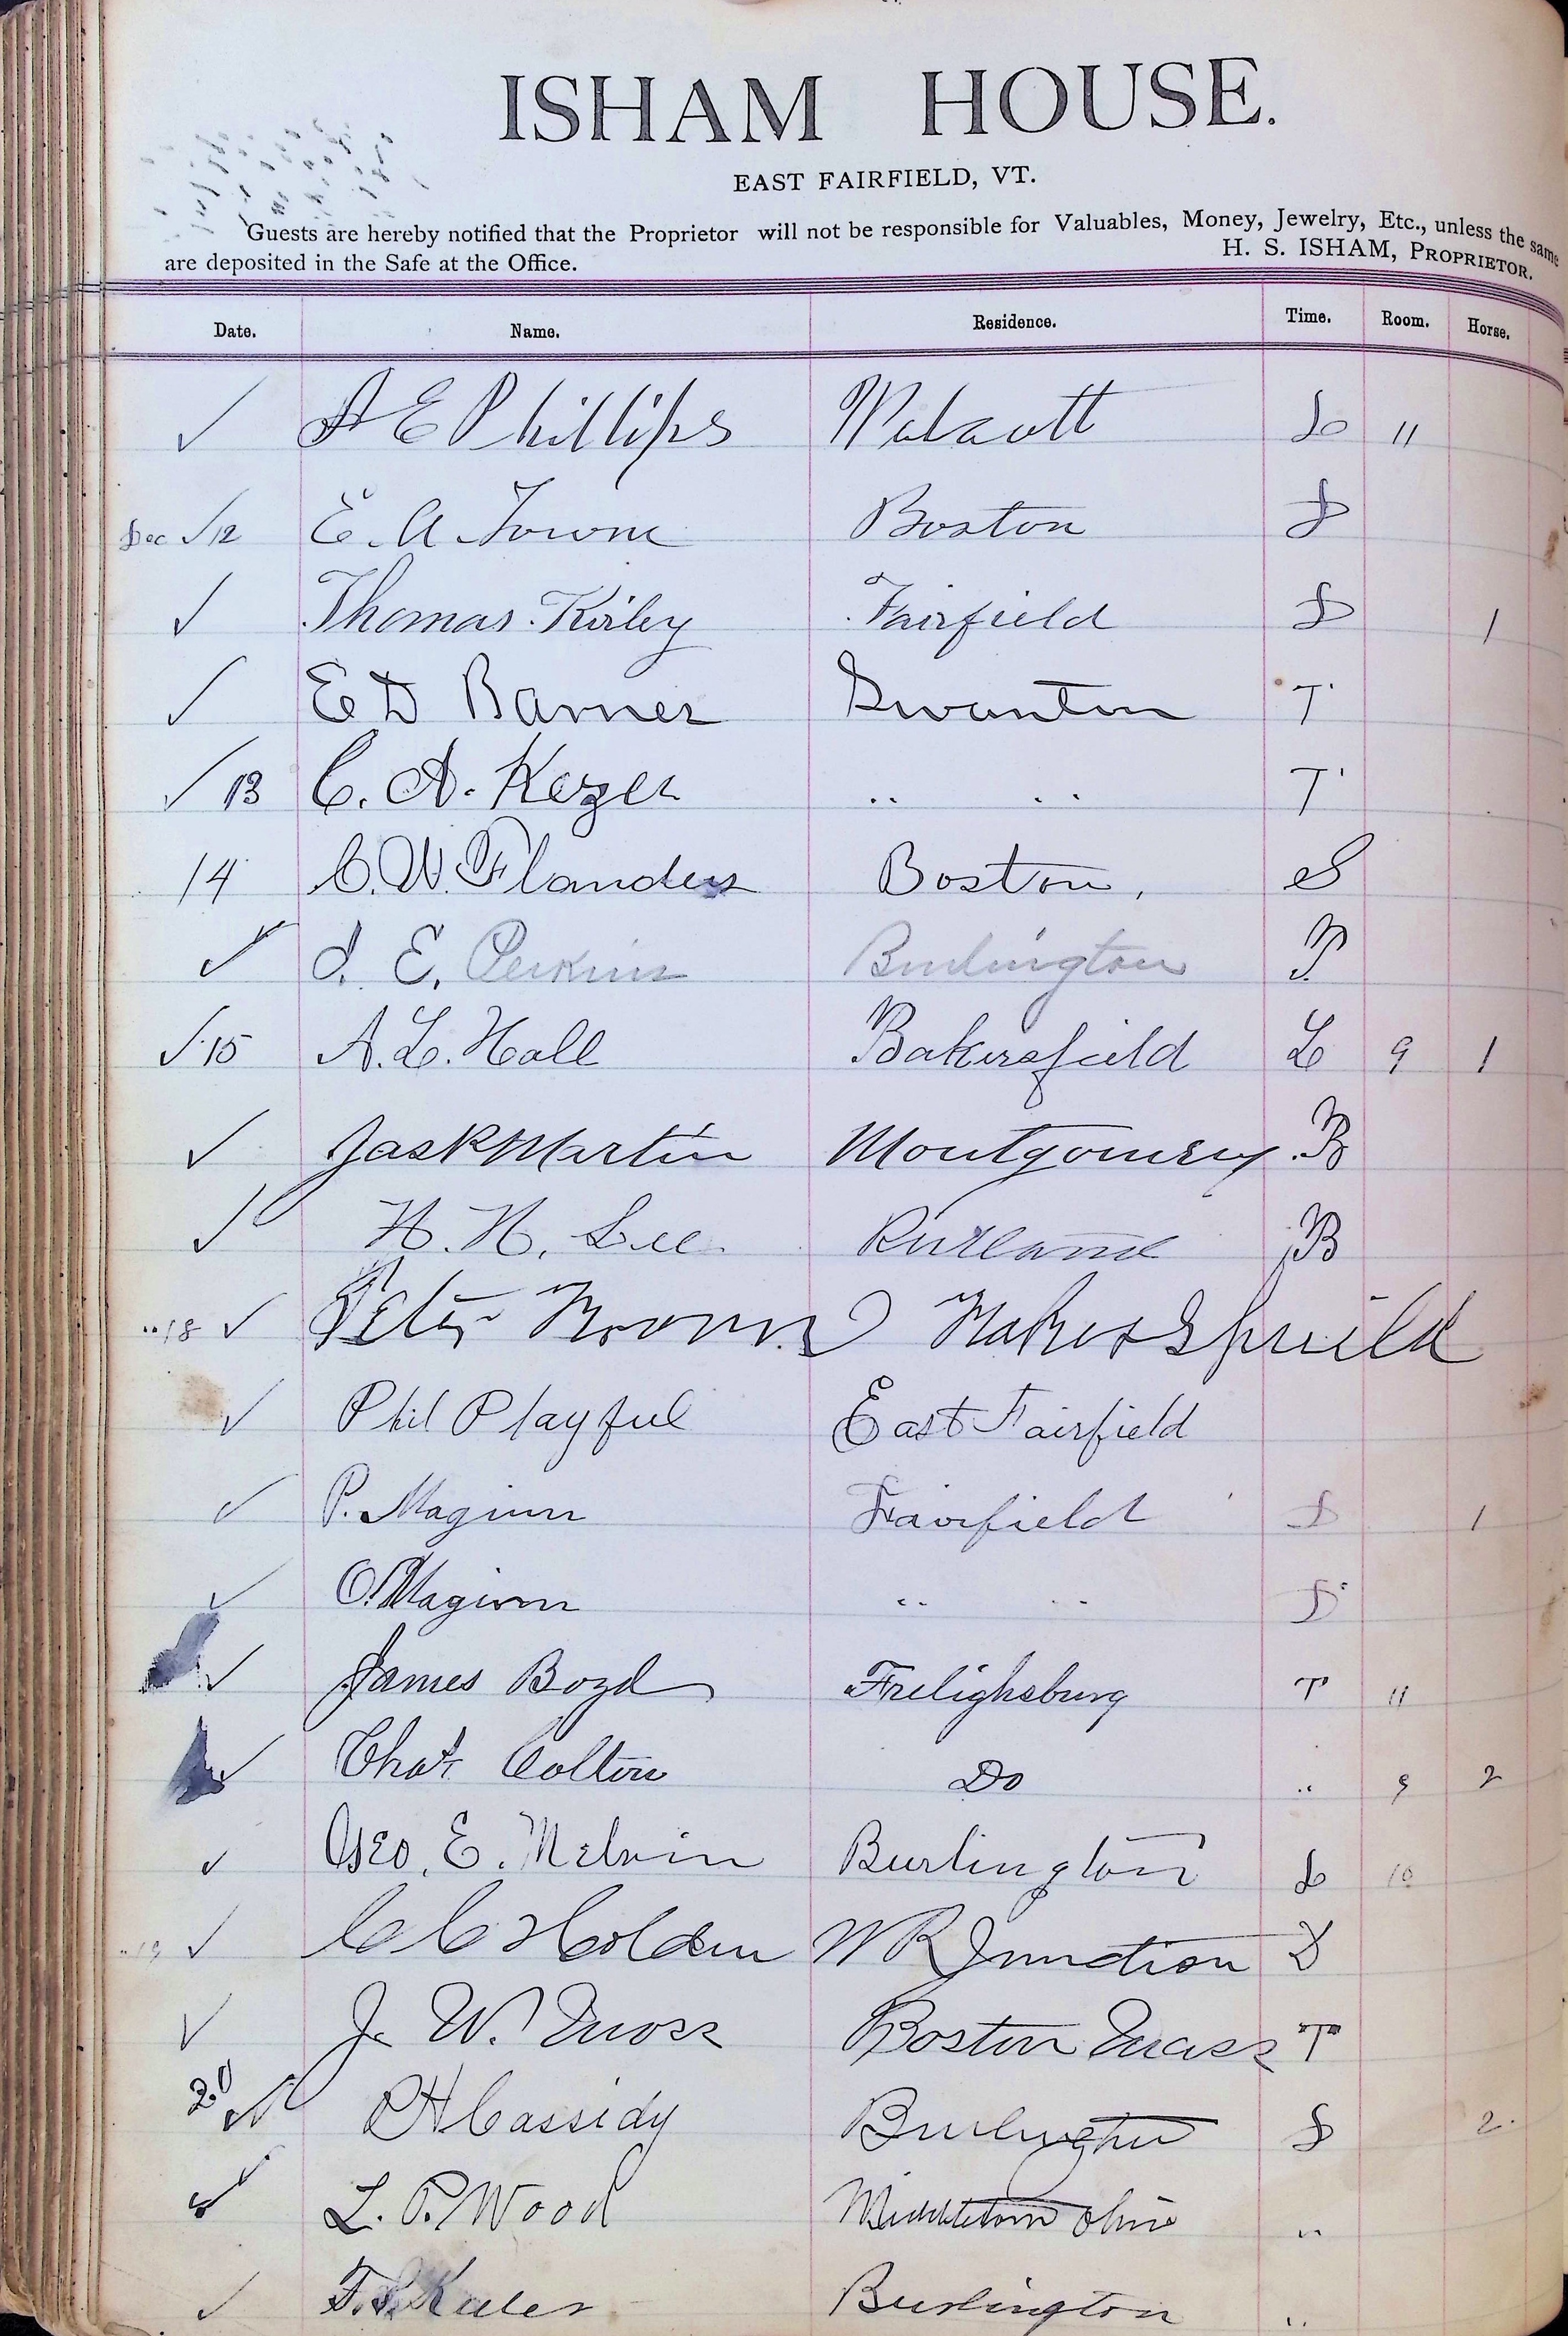 ISHAM HOUSE.
EAST FAIRFIELD, VT.
Guests are hereby notified that the Proprietor will not be responsible for Valuables, Money, Jewelry, Etc., unless the same
are deposited in the Safe at the Office. H. S. ISHAM, PROPRIETOR.
Date. Name. Residence. Time. Room. Horse.
✓ A E Phillips Wolcott L 11
Dec ✓ 12 E. A. Towne Boston D
✓ Thomas Kirley Fairfield D 1
✓ E D Barnes Swanton T
✓ 13 C. A. Kezer " " T
14 C. W. Flanders Boston, S
✓ J. E. Perkins Burlington
✓ 15 A. L. Hall Bakersfield L 9 1
✓ Jas K Martin Montgomery B
✓ H. H. Lee Rutland B
"18 ✓ Peter
✓ Phil Playful East Fairfield
✓ P. Maginn Fairfield D 1
✓ O. Maginn " " D
✓ James Boyd Frelighsburg T 11
✓ Chas Colton Do " 9 2
✓ Geo. E. Melvin Burlington L 10
"19 ✓ C C Holden W R Junction D
✓ J. W. Moss Boston Mass T
20 ✓ P H Cassidy Burlington S 2
✓ L. P. Wood Middletown Ohio "
✓ Burlington "